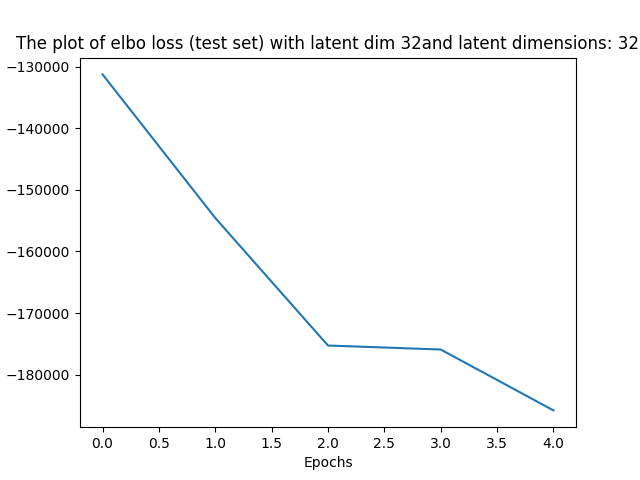 The plot of elbo loss (test set) with latent dim 32and latent dimensions: 32
−130000
−140000
−150000
−160000
−170000
−180000
0.0 0.5 1.0 1.5 2.0 2.5 3.0 3.5 4.0
Epochs